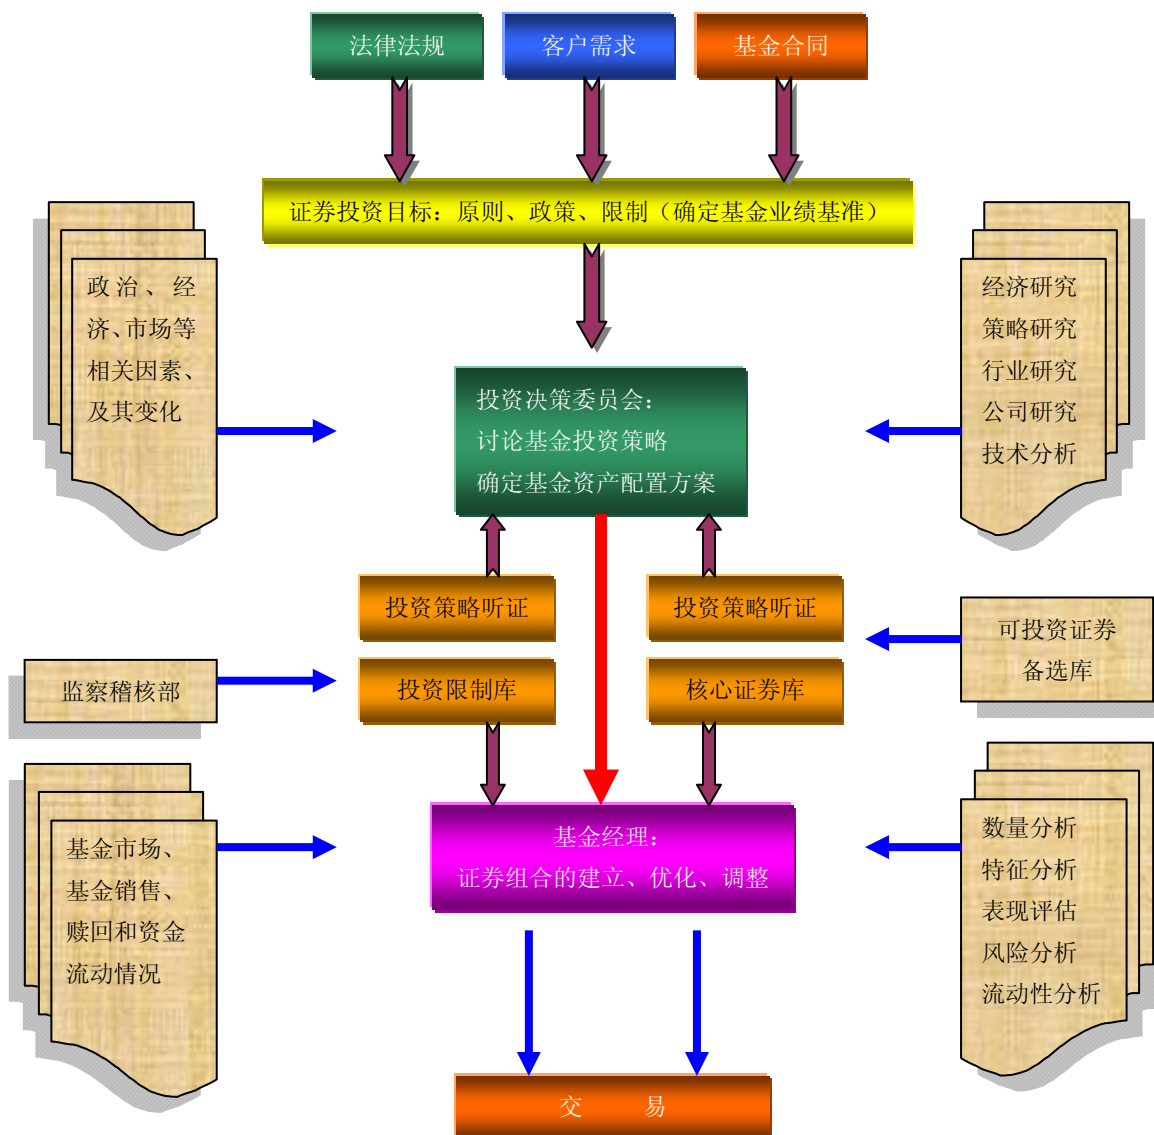 法律法规
客户需求
基金合同
证券投资目标：原则、政策、限制（确定基金业绩基准）
政治、经
济、市场等
相关因素、
及其变化
经济研究
策略研究
行业研究
公司研究
技术分析
投资决策委员会：
讨论基金投资策略
确定基金资产配置方案
投资策略听证
投资策略听证
可投资证券
备选库
监察稽核部
投资限制库
核心证券库
基金市场、
基金销售、
赎回和资金
流动情况
基金经理：
证券组合的建立、优化、调整
数量分析
特征分析
表现评估
风险分析
流动性分析
交 易